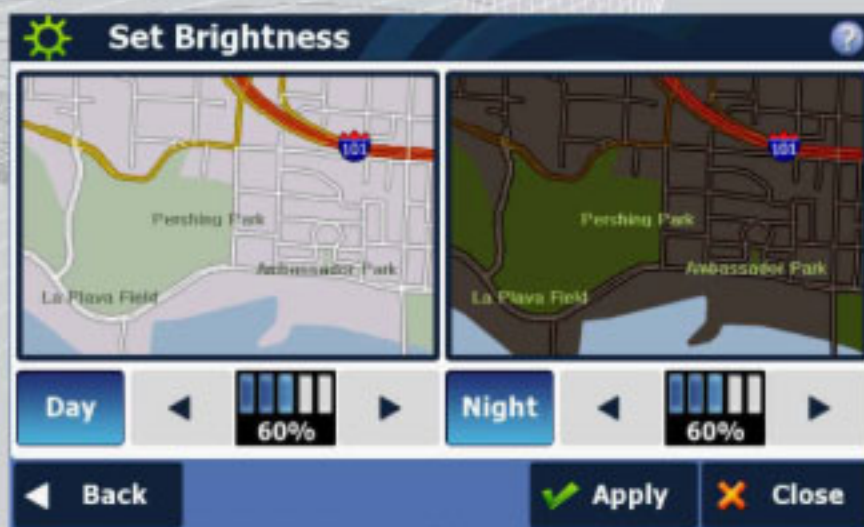 Set Brightness
?
101
Pershing Park
Ambassador Park
La Playa Field
101
Pershing Park
Ambassador Park
La Playa Field
Day
60%
Night
60%
Back
Apply
Close